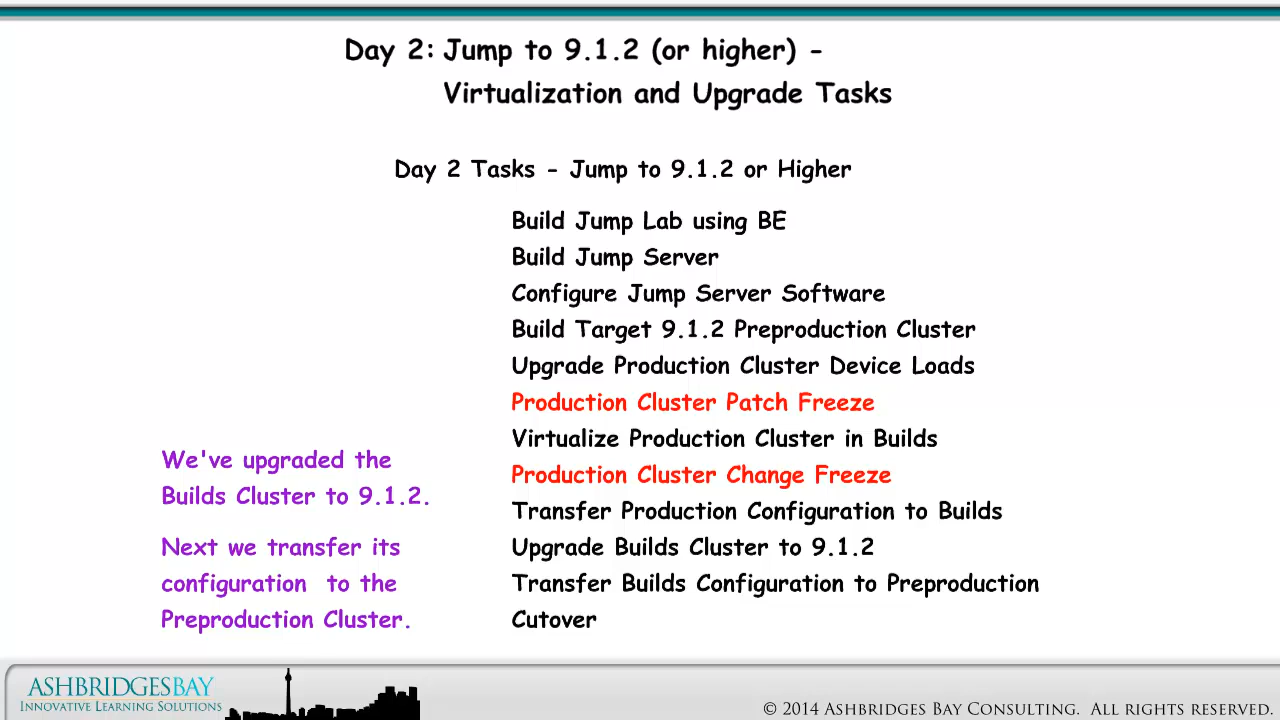 Day 2: Jump to 9.1.2 (or higher) -
Virtualization and Upgrade Tasks
Day 2 Tasks - Jump to 9.1.2 or Higher
Build Jump Lab using BE
Build Jump Server
Configure Jump Server Software
Build Target 9.1.2 Preproduction Cluster
Upgrade Production Cluster Device Loads
Production Cluster Patch Freeze
Virtualize Production Cluster in Builds
Production Cluster Change Freeze
Transfer Production Configuration to Builds
Upgrade Builds Cluster to 9.1.2
Transfer Builds Configuration to Preproduction
Cutover
We've upgraded the
Builds Cluster to 9.1.2.
Next we transfer its
configuration to the
Preproduction Cluster.
ASHBRIDGESBAY
INNOVATIVE LEARNING SOLUTIONS
© 2014 ASHBRIDGES BAY CONSULTING. ALL RIGHTS RESERVED.